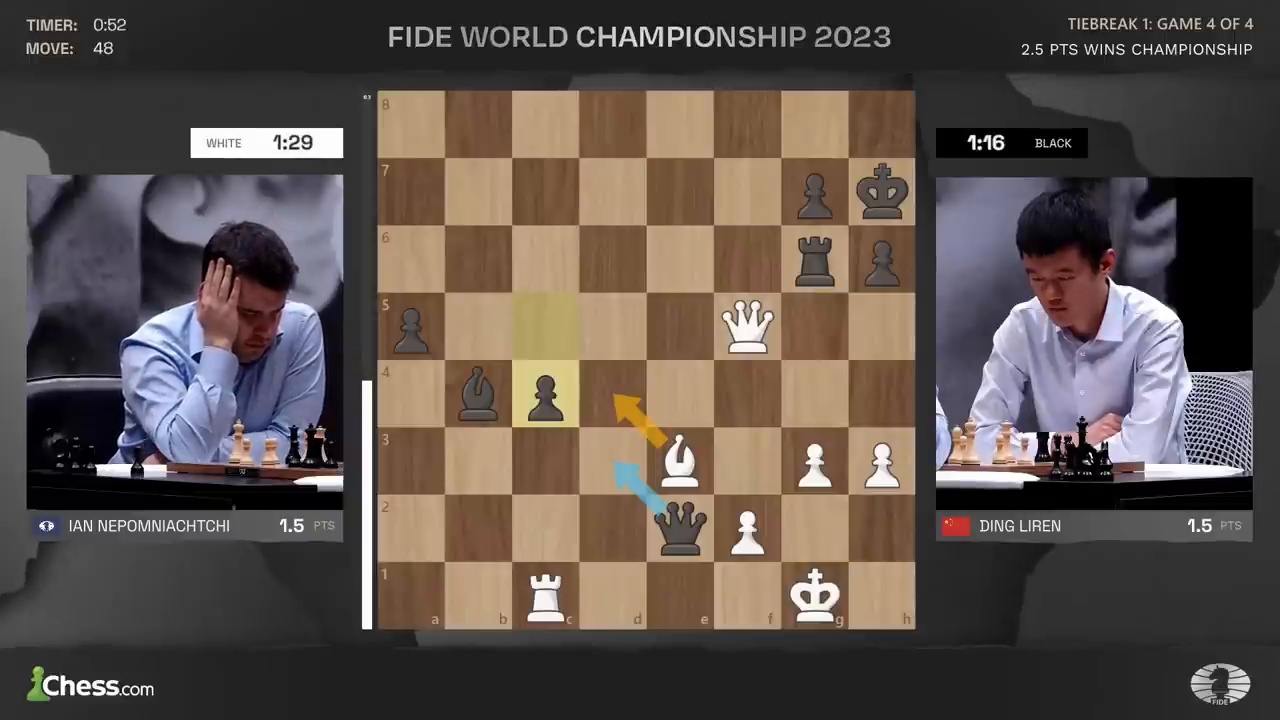 TIMER: 0:52
MOVE: 48
FIDE WORLD CHAMPIONSHIP 2023
TIEBREAK 1: GAME 4 OF 4
2.5 PTS WINS CHAMPIONSHIP
WHITE 1:29
1:16 BLACK
8
7
6
5
4
3
2
1
a b c d e f g h
IAN NEPOMNIACHTCHI 1.5 PTS
DING LIREN 1.5 PTS
Chess.com
FIDE